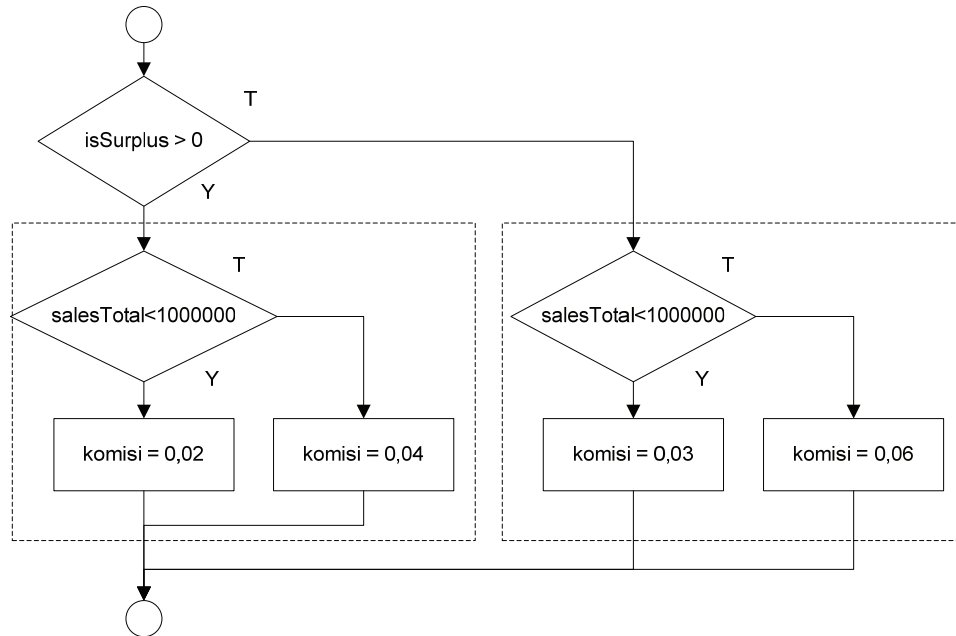 T
isSurplus > 0
Y
T
T
salesTotal<1000000
salesTotal<1000000
Y
Y
komisi = 0,02
komisi = 0,04
komisi = 0,03
komisi = 0,06